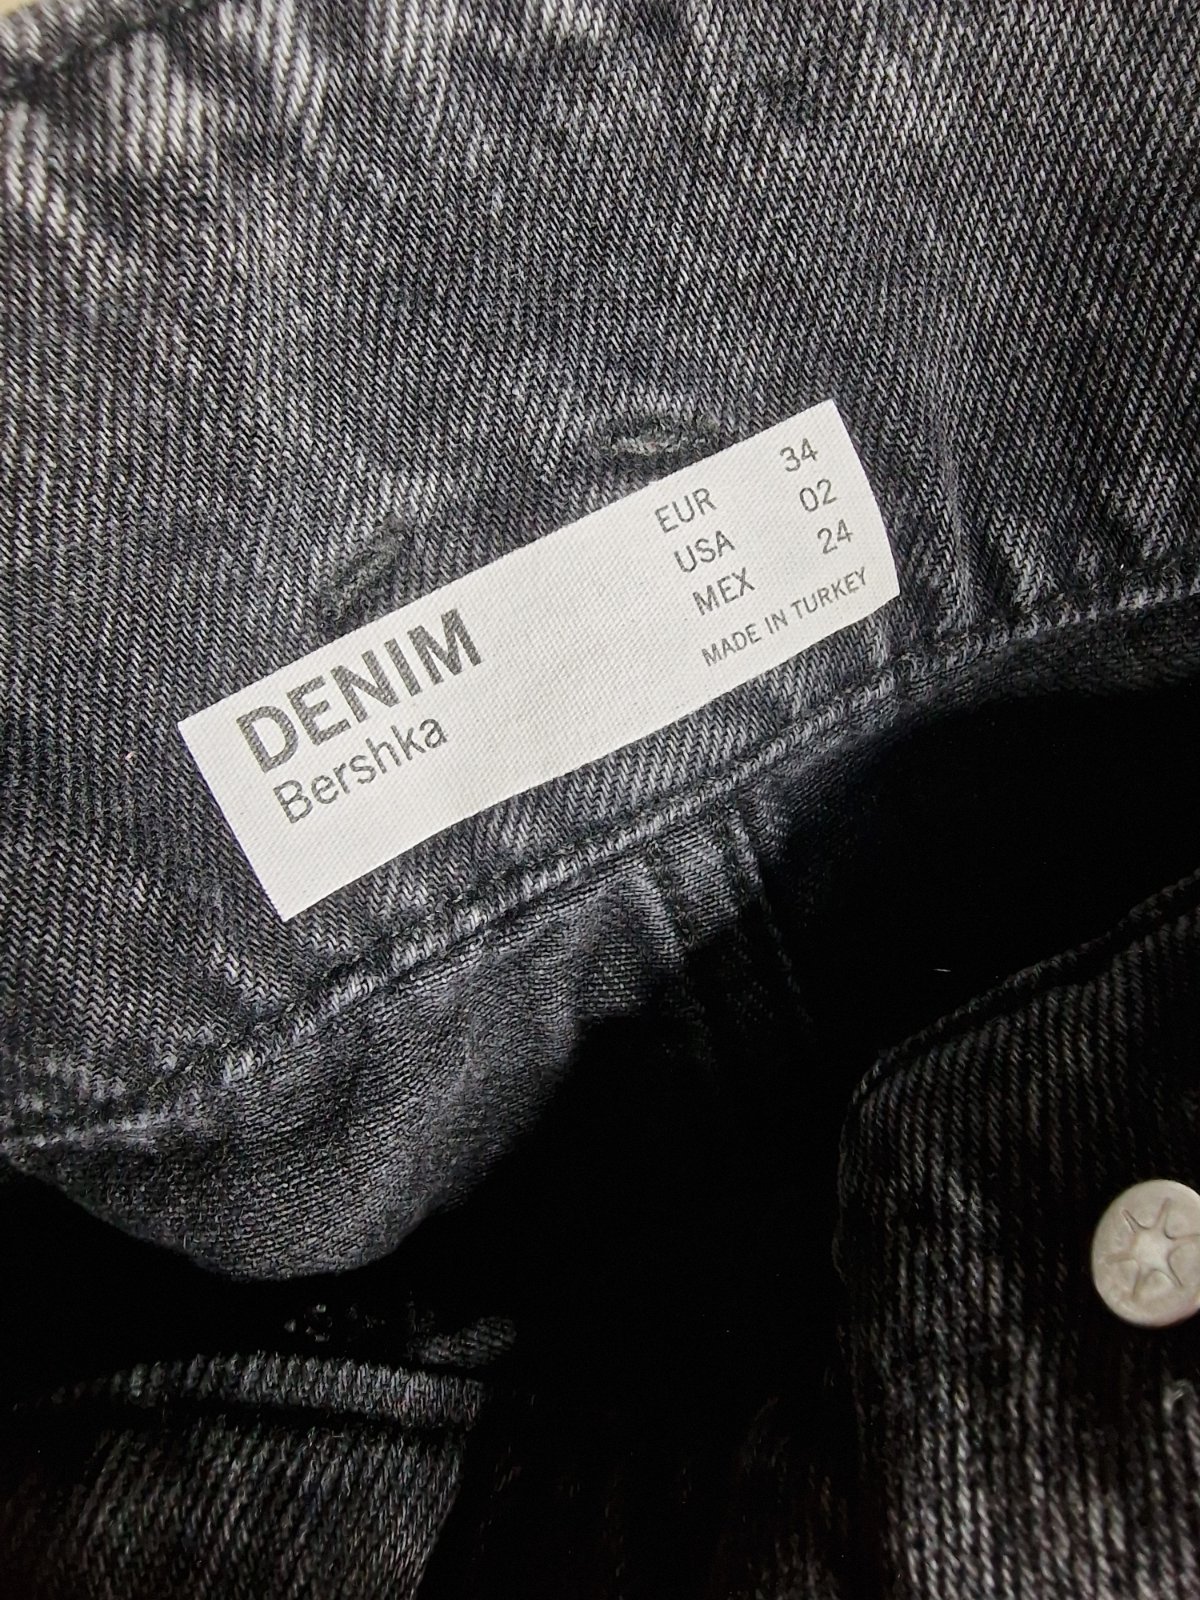 DENIM
Bershka
EUR 34
USA 02
MEX 24
MADE IN TURKEY